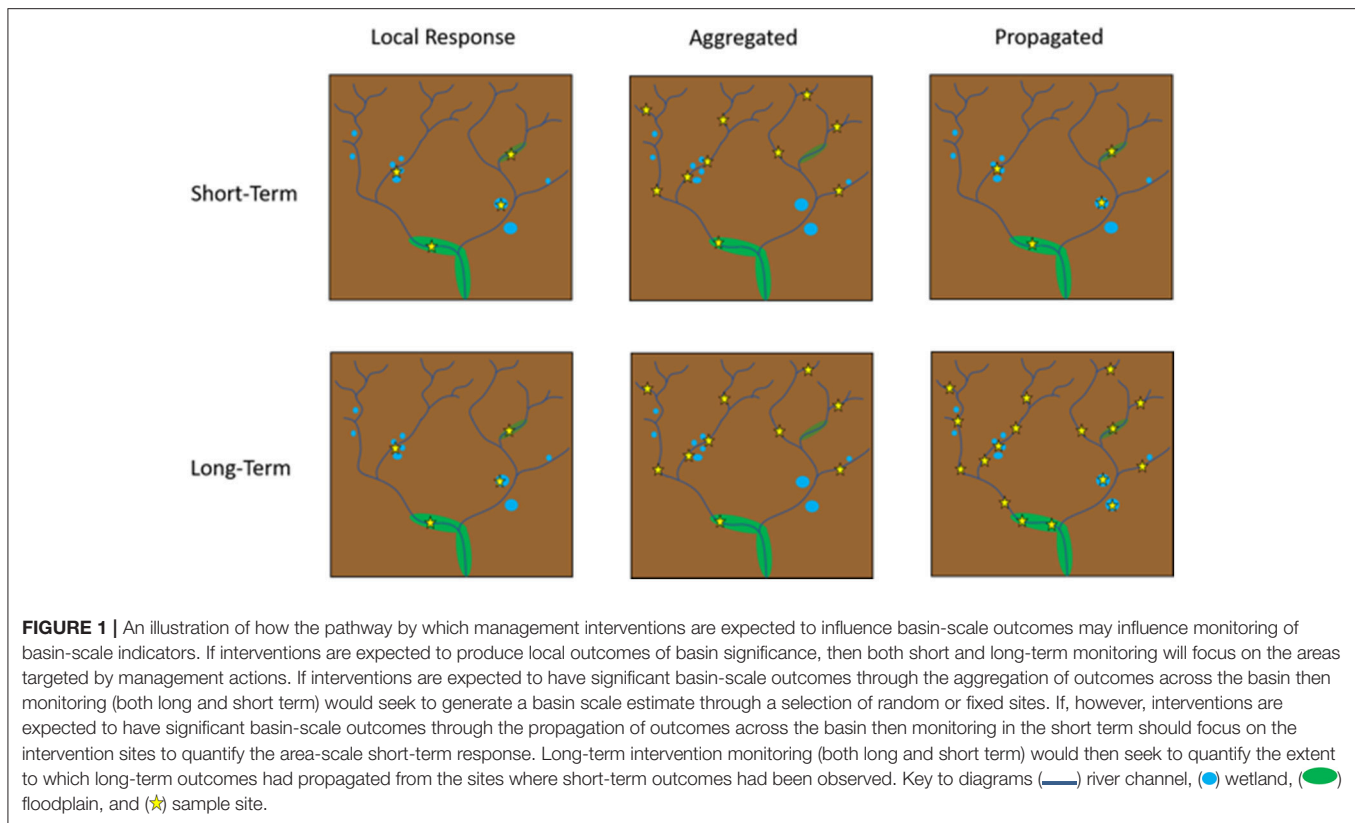 Local Response
Aggregated
Propagated
Short-Term
Long-Term
FIGURE 1 | An illustration of how the pathway by which management interventions are expected to influence basin-scale outcomes may influence monitoring of
basin-scale indicators. If interventions are expected to produce local outcomes of basin significance, then both short and long-term monitoring will focus on the areas
targeted by management actions. If interventions are expected to have significant basin-scale outcomes through the aggregation of outcomes across the basin then
monitoring (both long and short term) would seek to generate a basin scale estimate through a selection of random or fixed sites. If, however, interventions are
expected to have significant basin-scale outcomes through the propagation of outcomes across the basin then monitoring in the short term should focus on the
intervention sites to quantify the area-scale short-term response. Long-term intervention monitoring (both long and short term) would then seek to quantify the extent
to which long-term outcomes had propagated from the sites where short-term outcomes had been observed. Key to diagrams ( ) river channel, ( ) wetland, ( )
floodplain, and ( ) sample site.